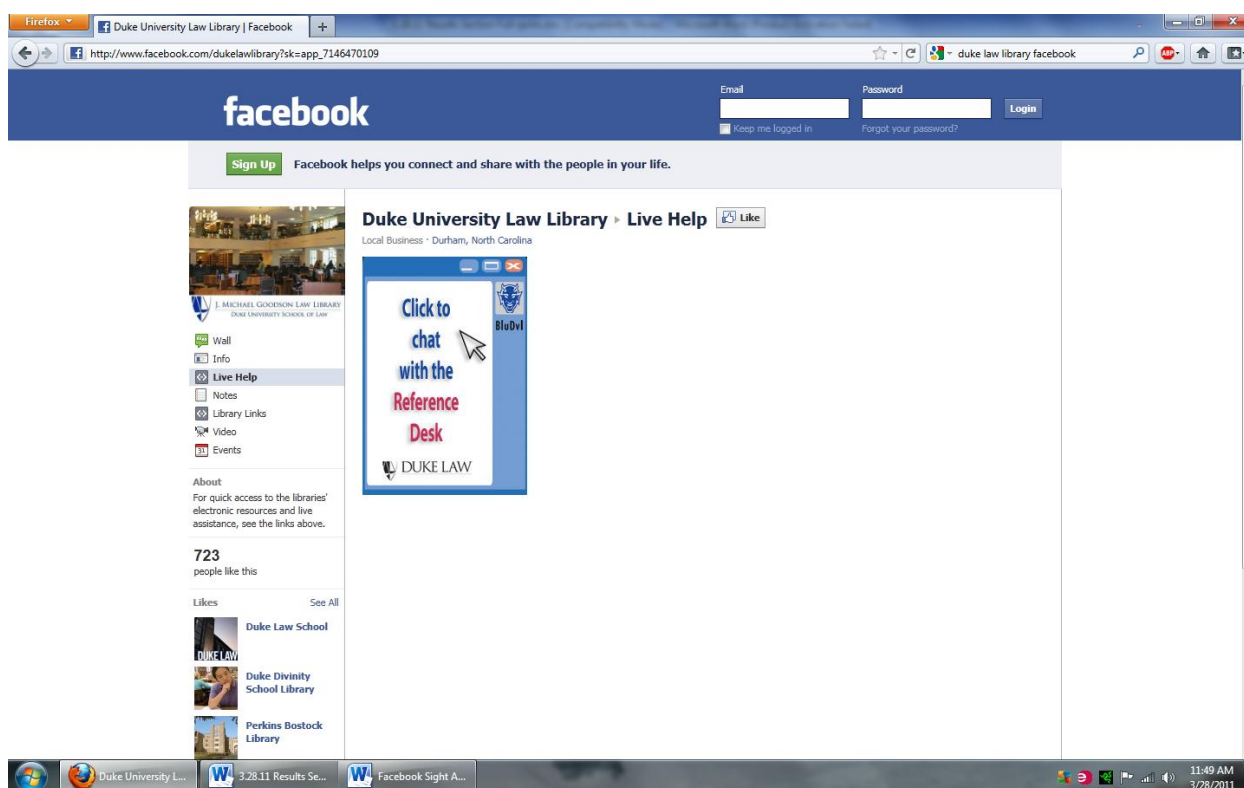 Firefox
Duke University Law Library | Facebook
+
http://www.facebook.com/dukelawlibrary?sk=app_7146470109
duke law library facebook
ABP
facebook
Email
Password
Login
Keep me logged in
Forgot your password?
Sign Up
Facebook helps you connect and share with the people in your life.
J. MICHAEL GOODSON LAW LIBRARY
DUKE UNIVERSITY SCHOOL OF LAW
Wall
Info
Live Help
Notes
Library Links
Video
31 Events
About
For quick access to the libraries'
electronic resources and live
assistance, see the links above.
723
people like this
Likes
See All
DUKE LAW
Duke Law School
Duke Divinity
School Library
Perkins Bostock
Library
Duke University Law Library ▸ Live Help
Like
Local Business · Durham, North Carolina
Click to
chat
with the
Reference
Desk
DUKE LAW
BluDvl
Duke University L...
3.28.11 Results Se...
Facebook Sight A...
11:49 AM
3/28/2011